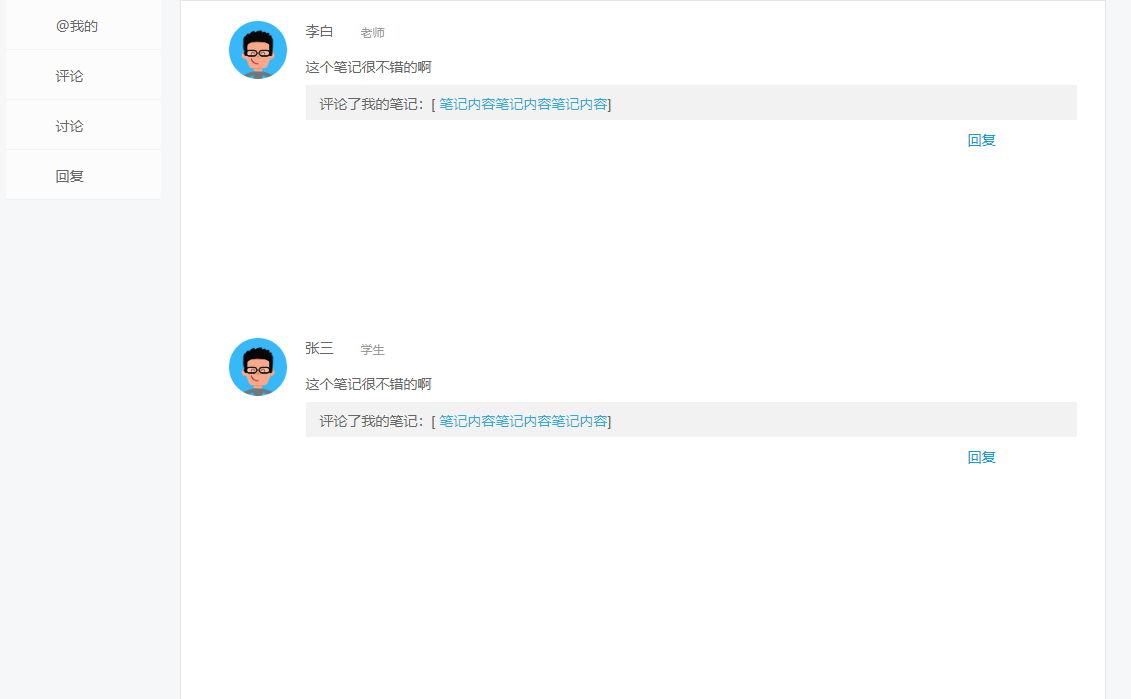 @我的
评论
讨论
回复
李白 老师
这个笔记很不错的啊
评论了我的笔记：[ 笔记内容笔记内容笔记内容]
回复
张三 学生
这个笔记很不错的啊
评论了我的笔记：[ 笔记内容笔记内容笔记内容]
回复